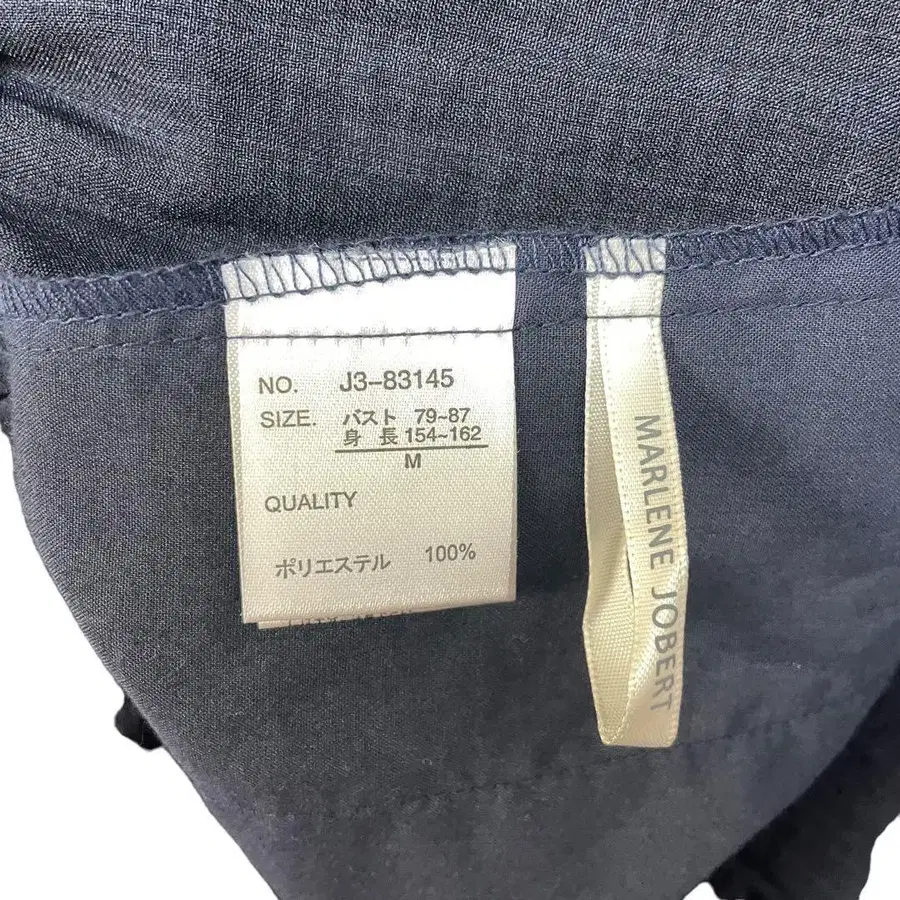 NO. J3-83145
SIZE. バスト 79~87
身 長 154~162
M
QUALITY
ポリエステル 100%
MARLENE JOBERT